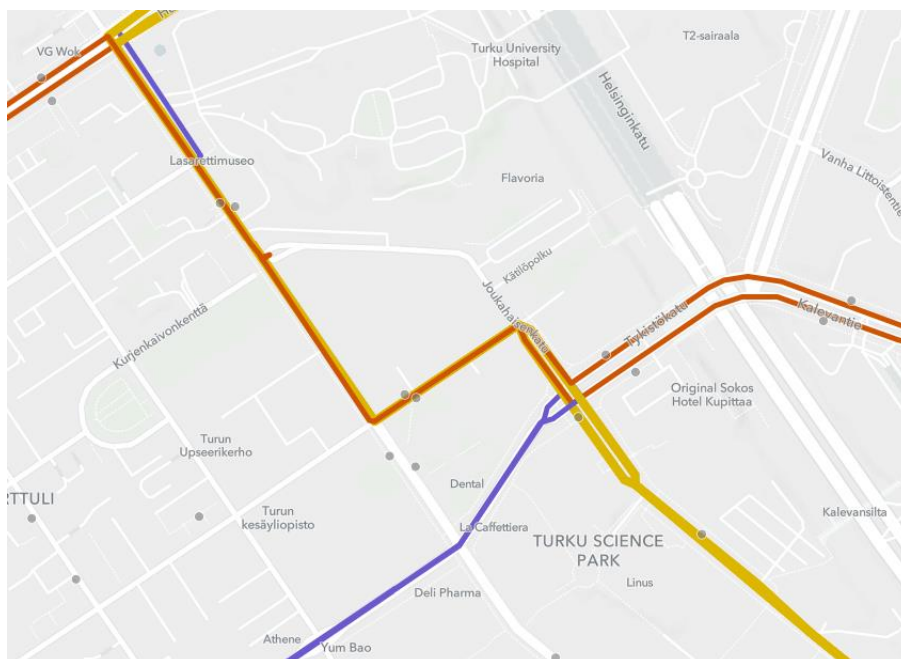 VG Wok
Turku University
Hospital
T2-sairaala
Helsinginkatu
Lasarettimuseo
Vanha Littoistentie
Flavoria
Kätilöpolku
Joukahaisenkatu
Kurjenkaivonkenttä
Tykistökatu
Kalevantie
Original Sokos
Hotel Kupittaa
Turun
Upseerikerho
Dental
RTTULI
Turun
kesäyliopisto
Kalevansilta
La Caffettiera
TURKU SCIENCE
PARK
Linus
Deli Pharma
Athene
Yum Bao